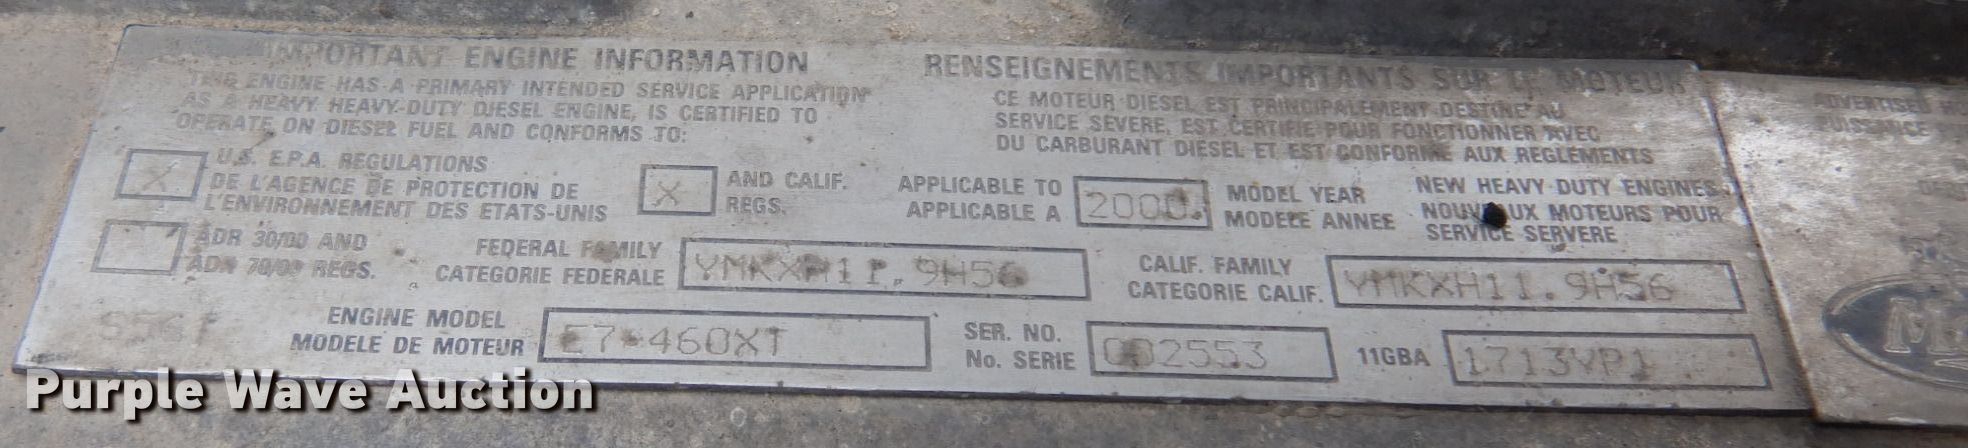 IMPORTANT ENGINE INFORMATION
THIS ENGINE HAS A PRIMARY INTENDED SERVICE APPLICATION
AS A HEAVY HEAVY-DUTY DIESEL ENGINE, IS CERTIFIED TO
OPERATE ON DIESEL FUEL AND CONFORMS TO:
RENSEIGNEMENTS IMPORTANTS SUR LE MOTEUR
CE MOTEUR DIESEL EST PRINCIPALEMENT DESTINE AU
SERVICE SEVERE, EST CERTIFIE POUR FONCTIONNER AVEC
DU CARBURANT DIESEL ET EST CONFORME AUX REGLEMENTS
X
U.S. E.P.A. REGULATIONS
DE L'AGENCE DE PROTECTION DE
L'ENVIRONNEMENT DES ETATS-UNIS
X
AND CALIF.
REGS.
APPLICABLE TO
APPLICABLE A
2000
MODEL YEAR
MODELE ANNEE
NEW HEAVY DUTY ENGINES
NOUVEAUX MOTEURS POUR
SERVICE SERVERE
ADR 30/00 AND
ADR 70/00 REGS.
FEDERAL FAMILY
CATEGORIE FEDERALE
YMKXH11.9H56
CALIF. FAMILY
CATEGORIE CALIF.
YMKXH11.9H56
ENGINE MODEL
MODELE DE MOTEUR
E7-460XT
SER. NO.
No. SERIE
002553
11GBA
1713VP1
ADVERTISED
PUISSANCE
Purple Wave Auction